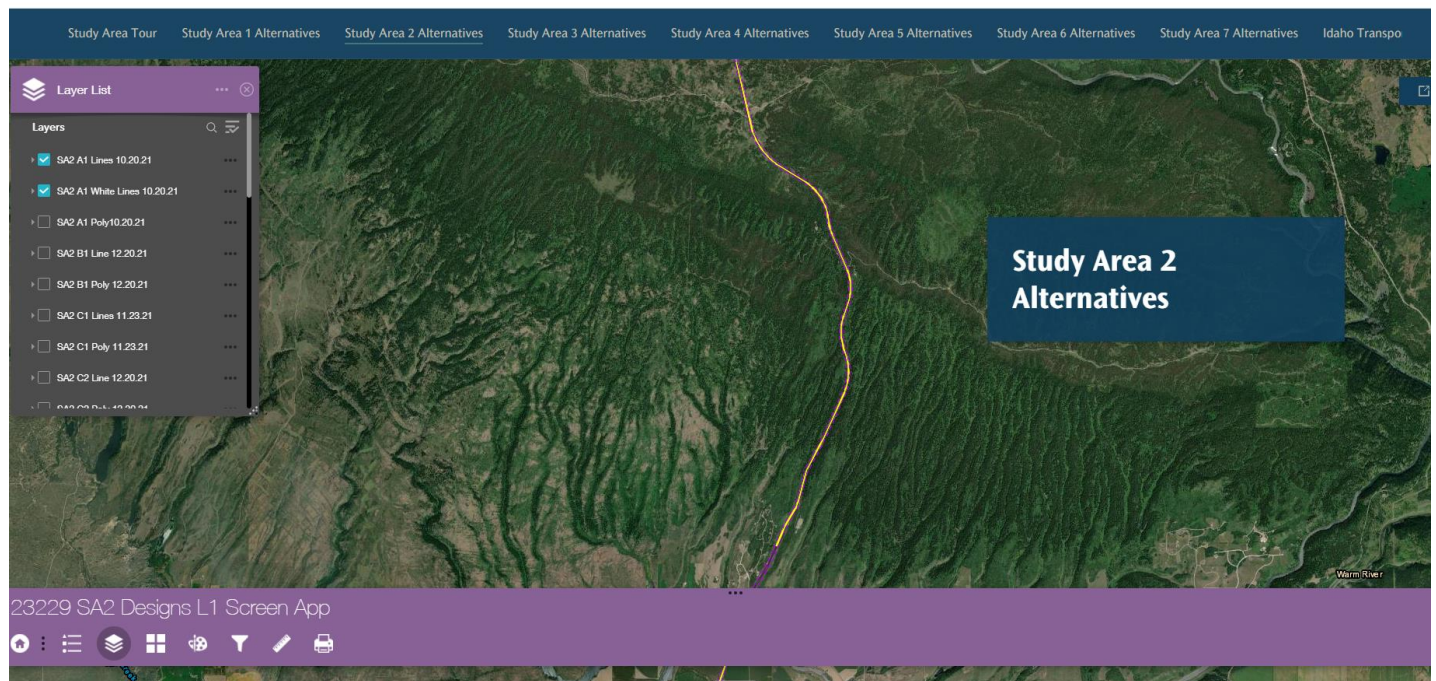 Study Area Tour
Study Area 1 Alternatives
Study Area 2 Alternatives
Study Area 3 Alternatives
Study Area 4 Alternatives
Study Area 5 Alternatives
Study Area 6 Alternatives
Study Area 7 Alternatives
Idaho Transpo
Layer List
Layers
SA2 A1 Lines 10.20.21
SA2 A1 White Lines 10.20.21
SA2 A1 Poly10.20.21
SA2 B1 Line 12.20.21
SA2 B1 Poly 12.20.21
SA2 C1 Lines 11.23.21
SA2 C1 Poly 11.23.21
SA2 C2 Line 12.20.21
Study Area 2
Alternatives
Warm River
23229 SA2 Designs L1 Screen App